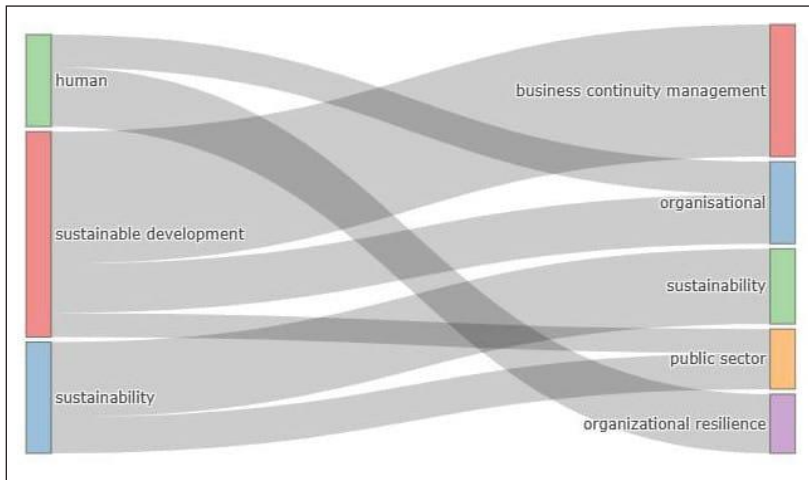 human
sustainable development
sustainability
business continuity management
organisational
sustainability
public sector
organizational resilience